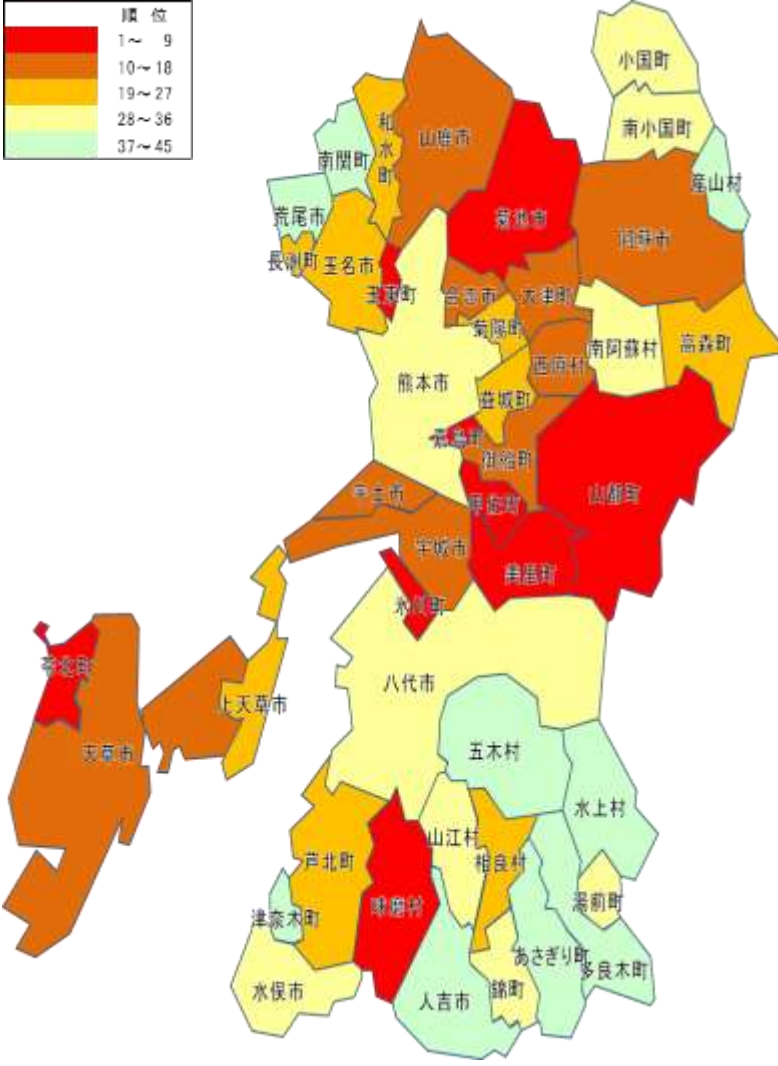 順 位
1～ 9
10～18
19～27
28～36
37～45
小国町
南小国町
産山村
和水町
山鹿市
南関町
荒尾市
菊池市
阿蘇市
長洲町
玉名市
玉東町
合志市
大津町
菊陽町
南阿蘇村
高森町
西原村
熊本市
益城町
嘉島町
御船町
山都町
甲佐町
宇土市
宇城市
美里町
氷川町
苓北町
上天草市
天草市
八代市
五木村
水上村
山江村
相良村
芦北町
湯前町
球磨村
津奈木町
あさぎり町
多良木町
水俣市
人吉市
錦町